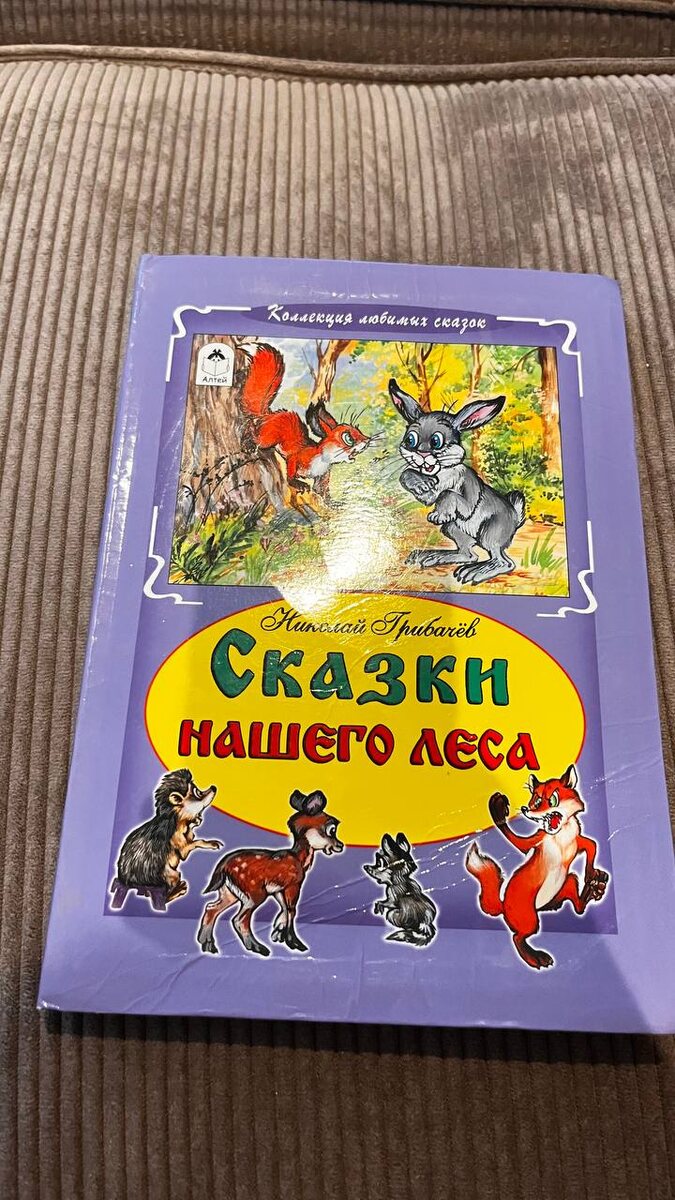 Коллекция любимых сказок
Алтей
Николай Грибачёв
Сказки
нашего леса